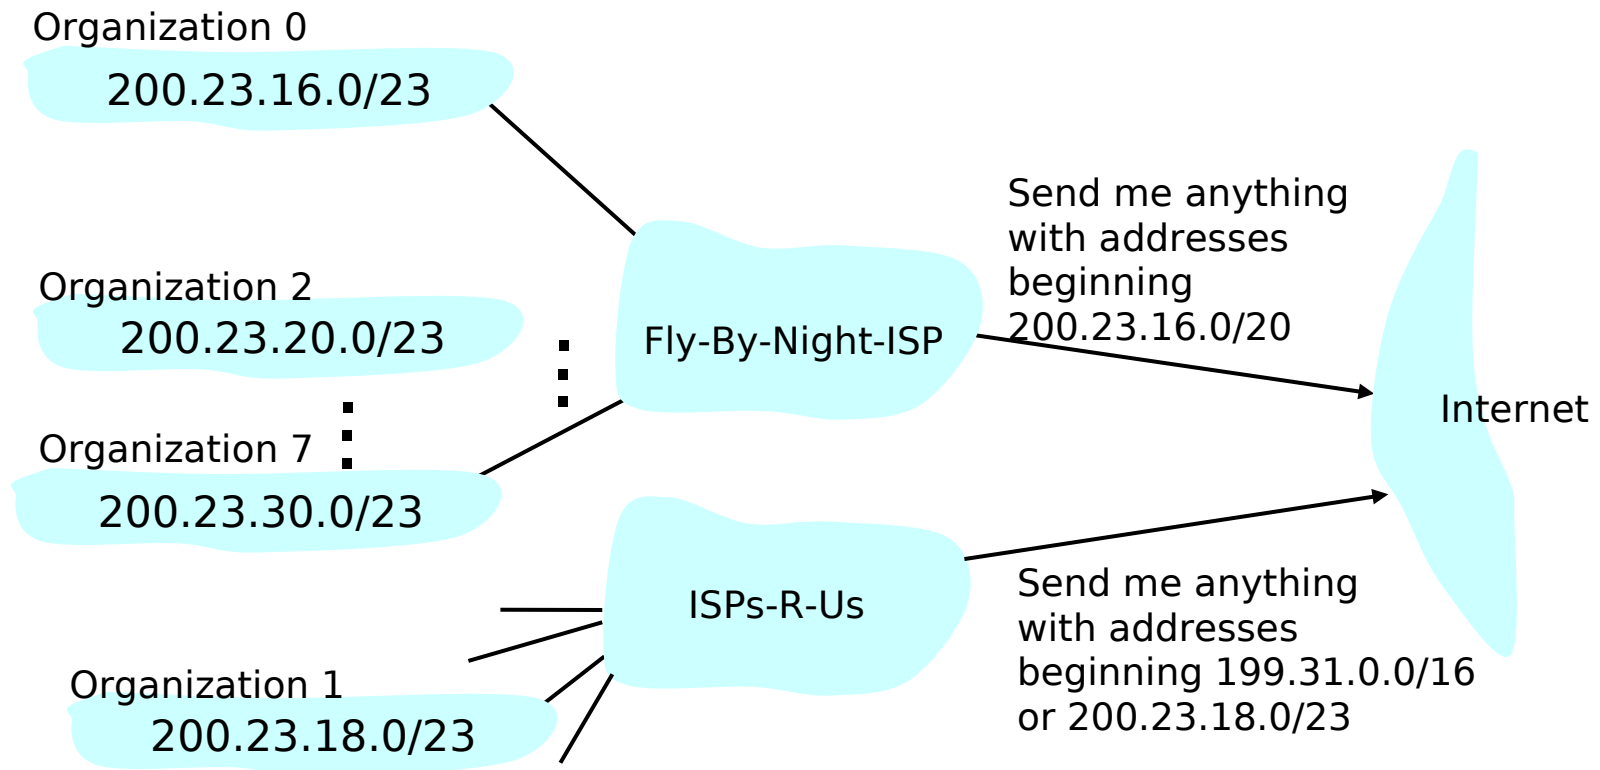 Organization 0
200.23.16.0/23
Organization 2
200.23.20.0/23
Organization 7
200.23.30.0/23
Fly-By-Night-ISP
Send me anything
with addresses
beginning
200.23.16.0/20
Internet
ISPs-R-Us
Organization 1
200.23.18.0/23
Send me anything
with addresses
beginning 199.31.0.0/16
or 200.23.18.0/23